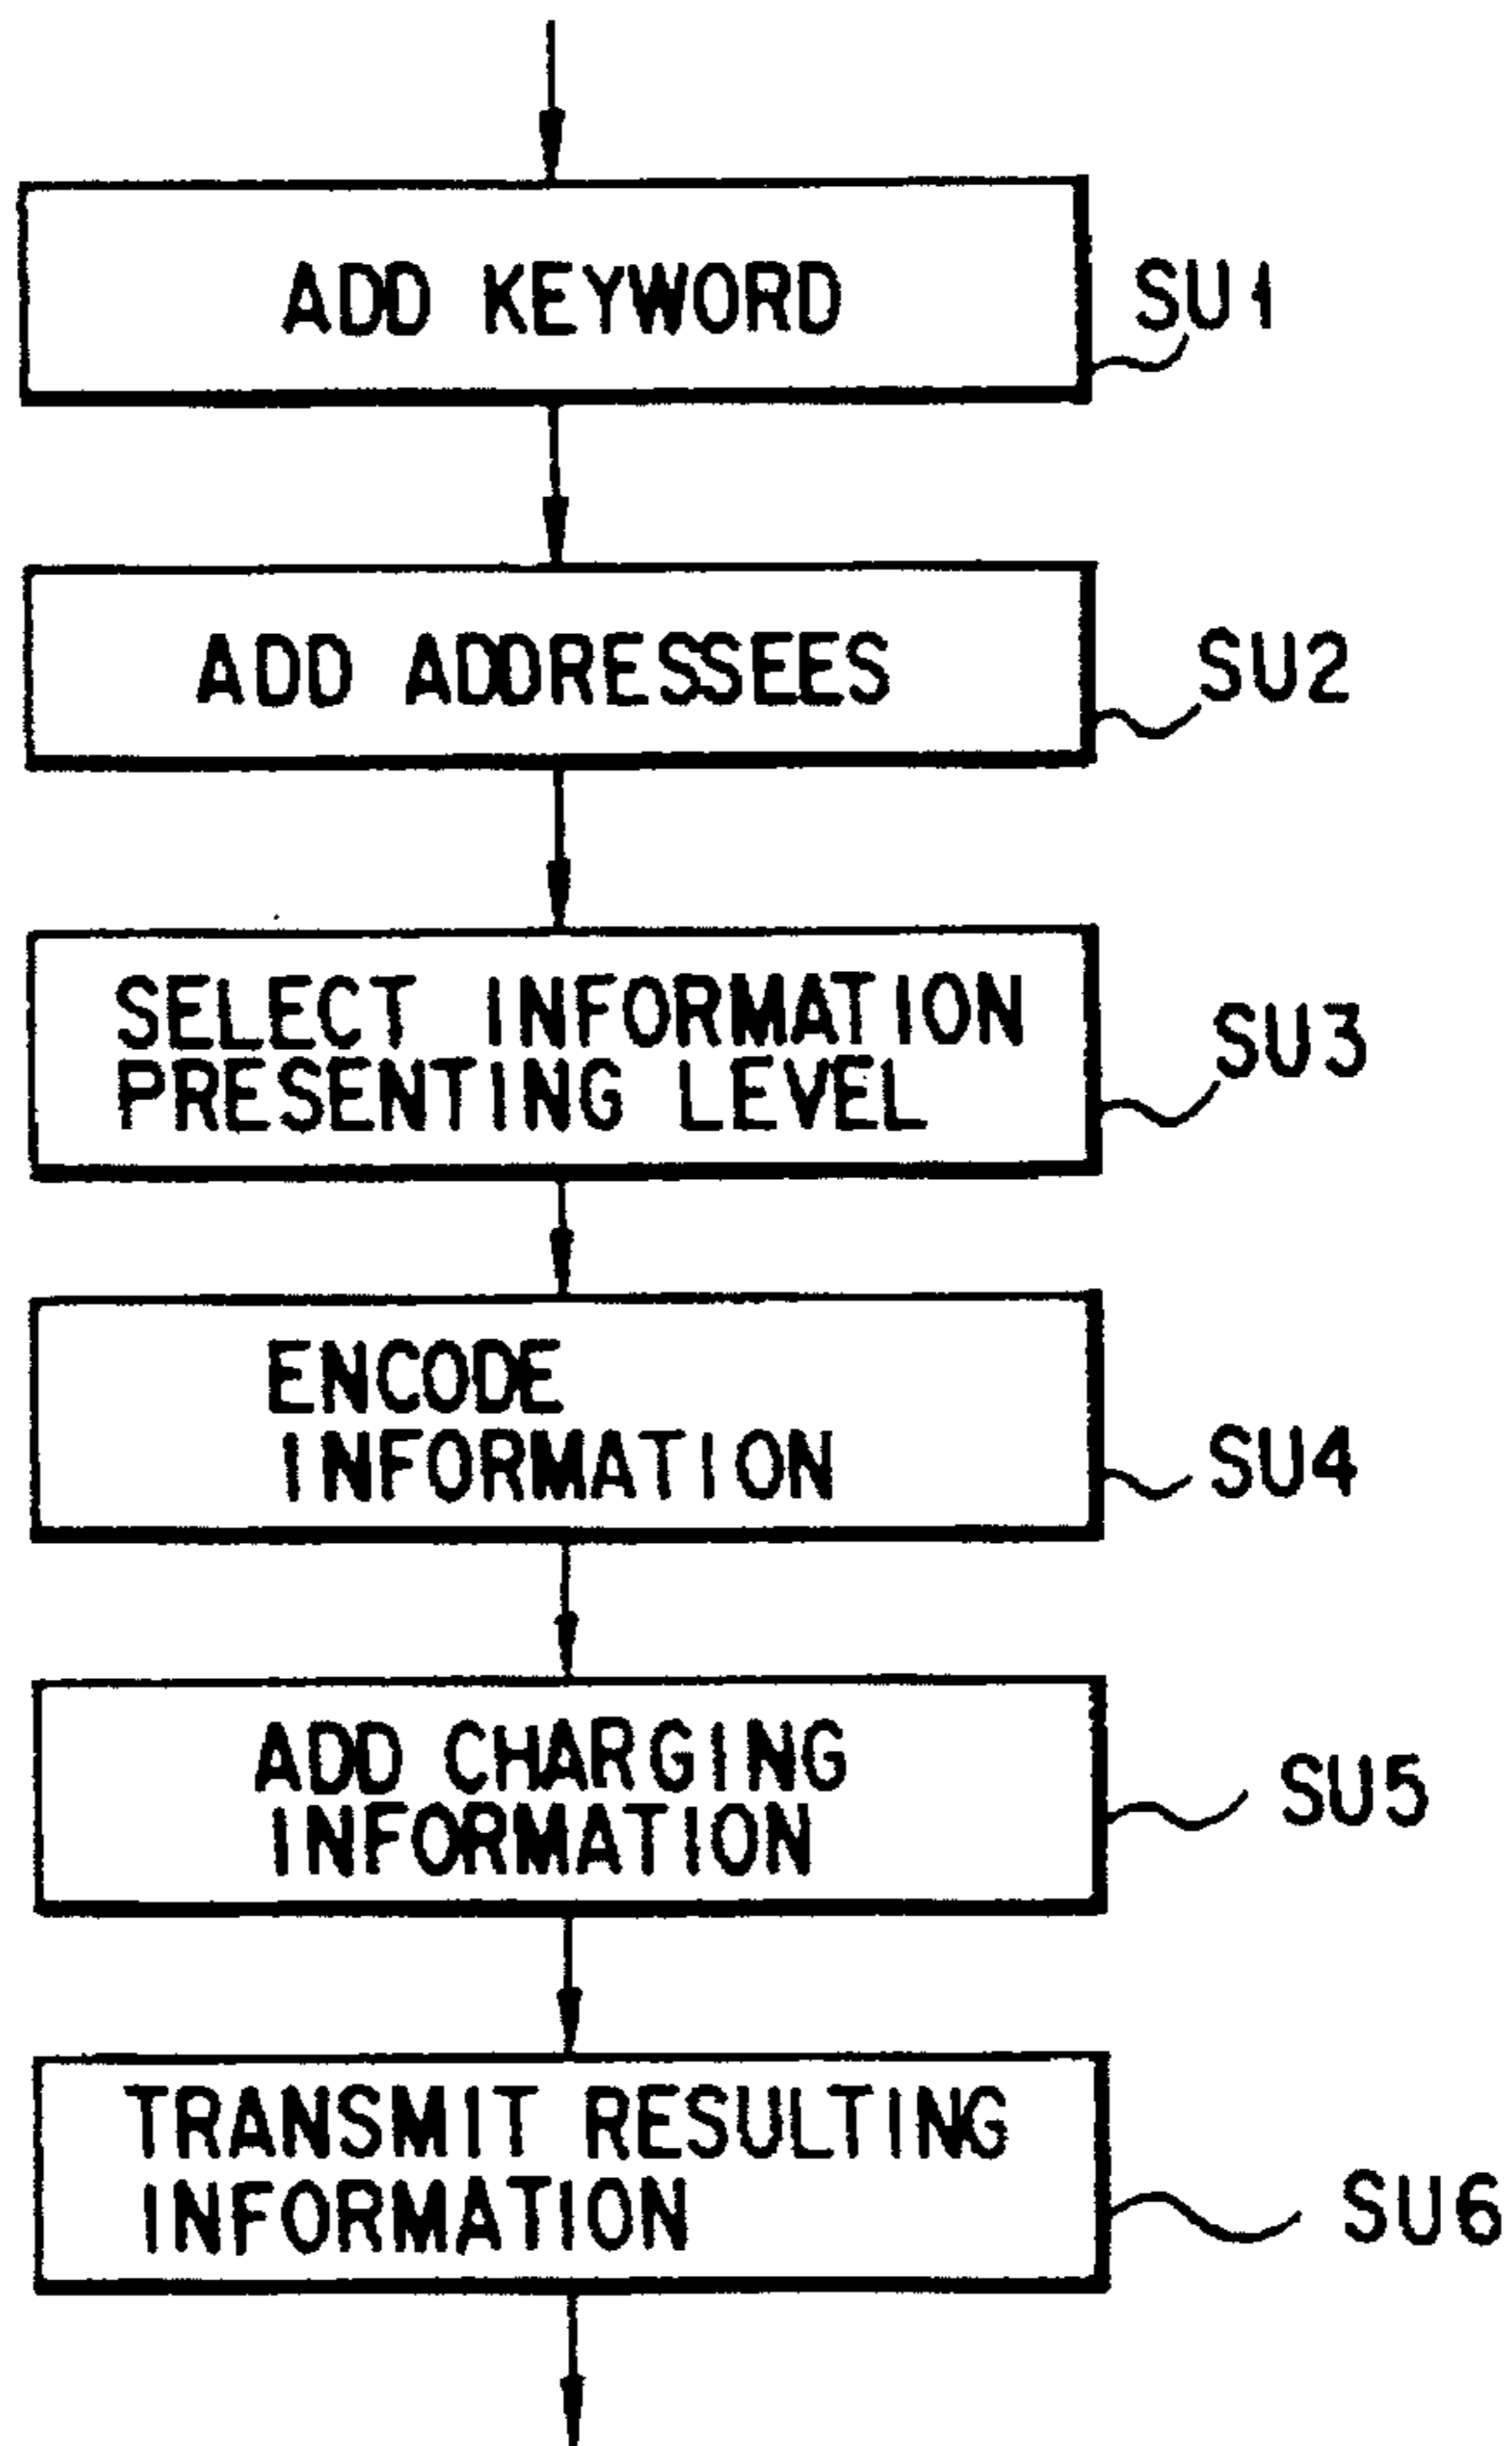 ADD KEYWORD
SU1
ADD ADDRESSEES
SU2
SELECT INFORMATION
PRESENTING LEVEL
SU3
ENCODE
INFORMATION
SU4
ADD CHARGING
INFORMATION
SU5
TRANSMIT RESULTING
INFORMATION
SU6